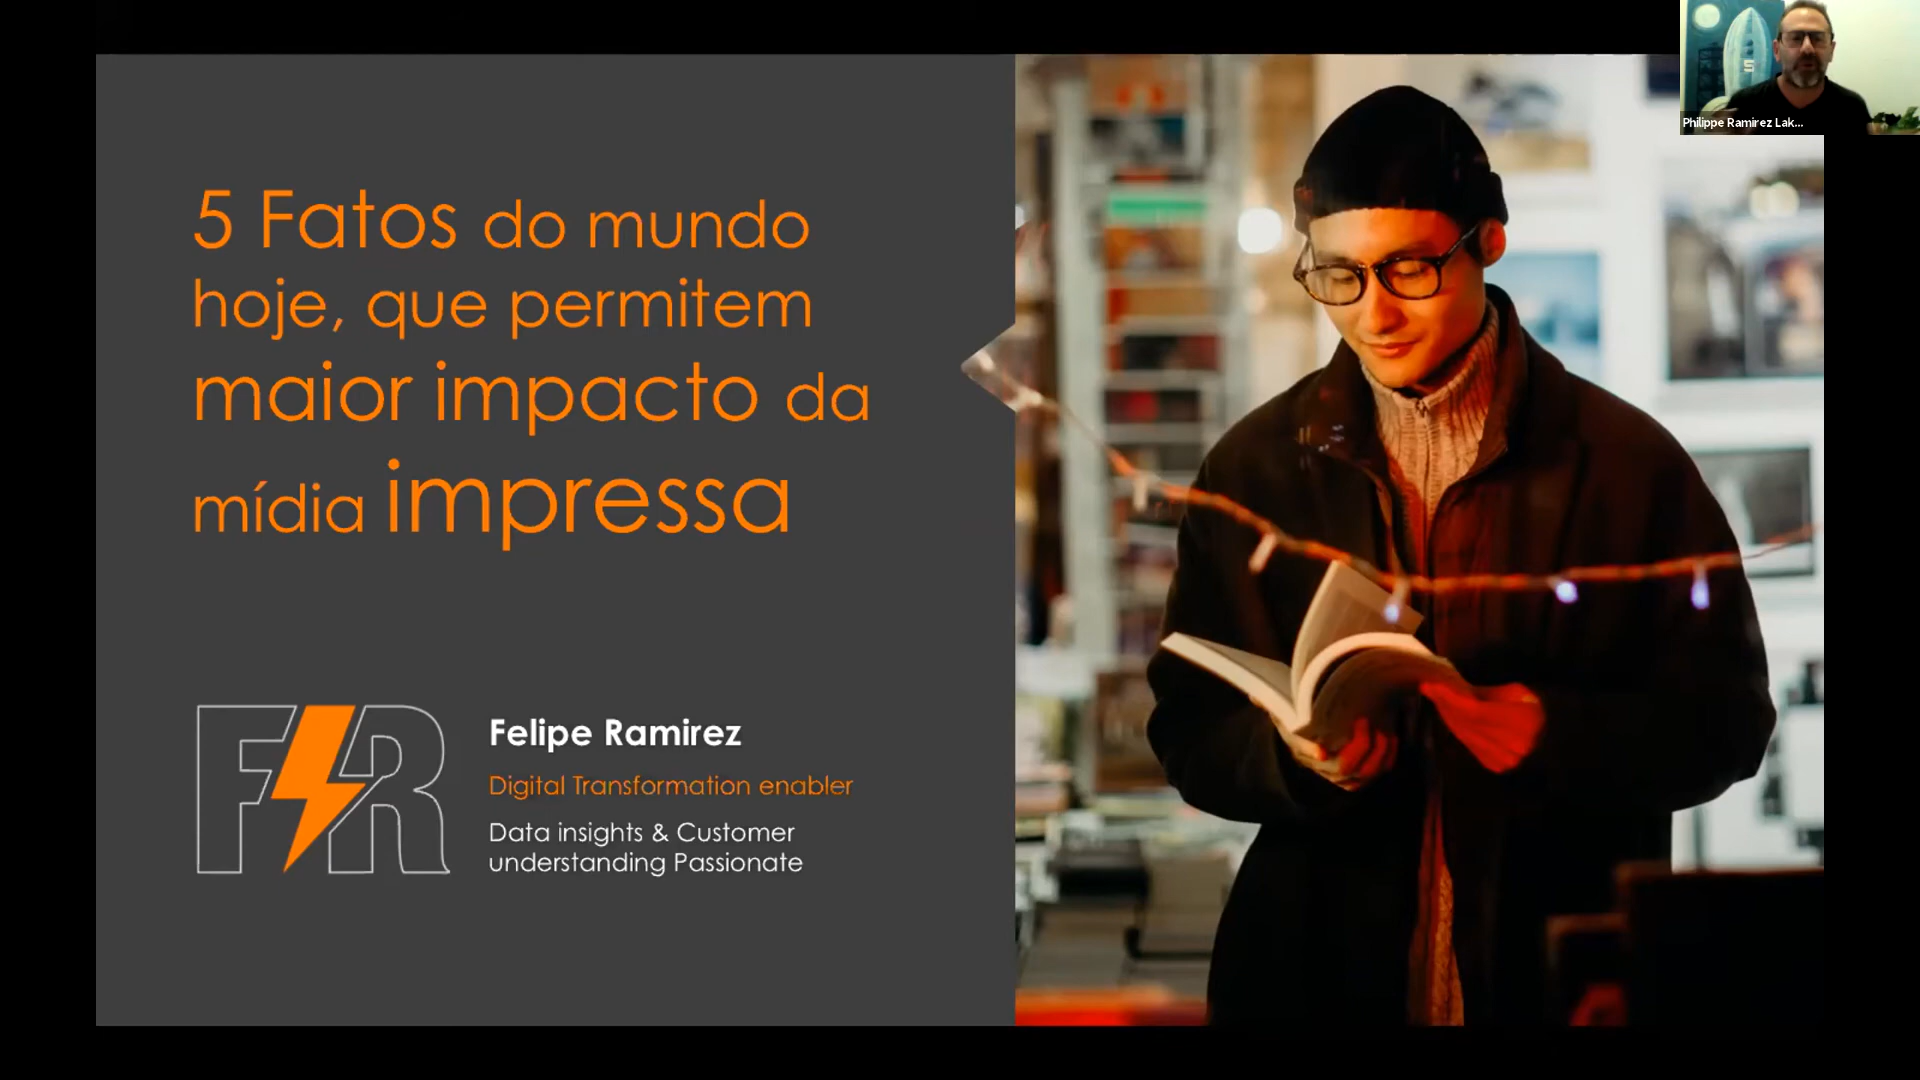 5 Fatos do mundo
hoje, que permitem
maior impacto da
mídia impressa
FR
Felipe Ramirez
Digital Transformation enabler
Data insights & Customer
understanding Passionate
S
Philippe Ramirez Lak...